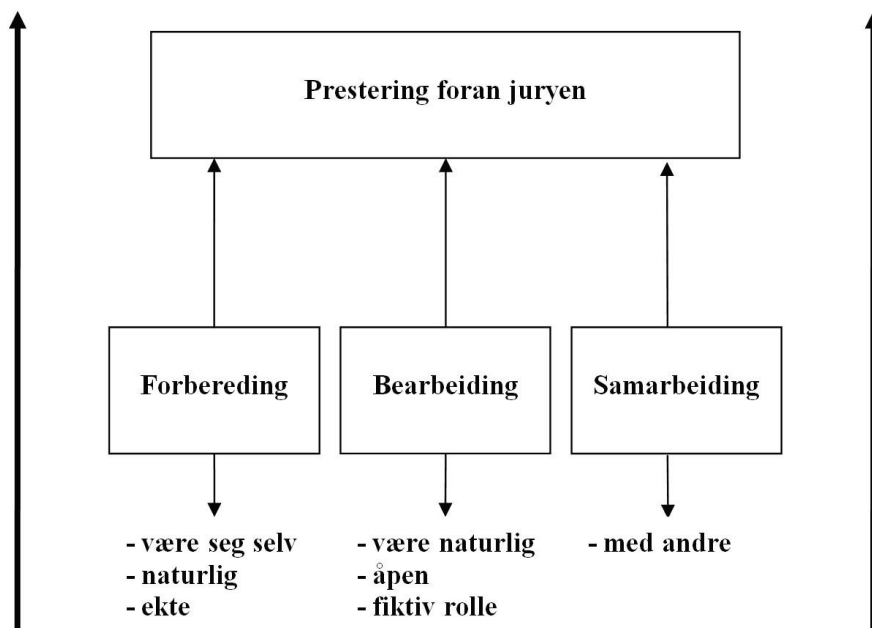 Prestering foran juryen
Forbereding
Bearbeiding
Samarbeiding
- være seg selv
- naturlig
- ekte
- være naturlig
- åpen
- fiktiv rolle
- med andre